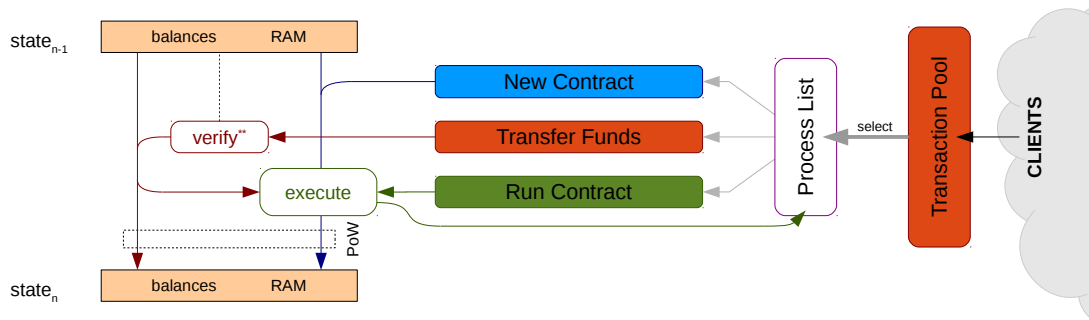 state n-1
balances RAM
New Contract
verify**
Transfer Funds
execute
Run Contract
PoW
state n
balances RAM
Process List
select
Transaction Pool
CLIENTS